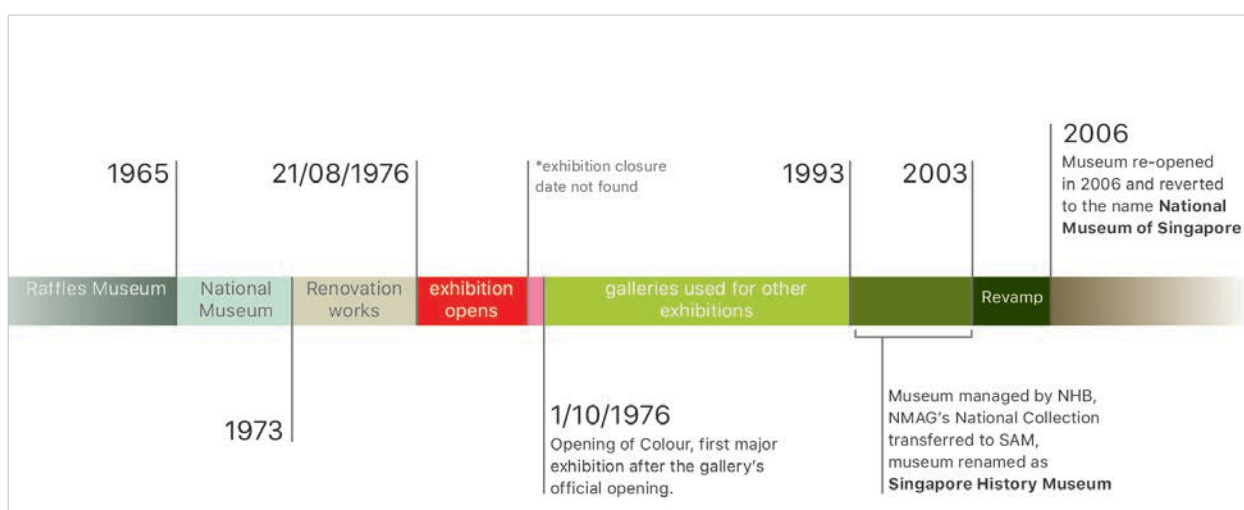 2006
Museum re-opened
in 2006 and reverted
to the name National
Museum of Singapore
1965
21/08/1976
*exhibition closure
date not found
1993
2003
Raffles Museum
National
Museum
Renovation
works
exhibition
opens
galleries used for other
exhibitions
Revamp
1973
1/10/1976
Opening of Colour, first major
exhibition after the gallery's
official opening.
Museum managed by NHB,
NMAG's National Collection
transferred to SAM,
museum renamed as
Singapore History Museum